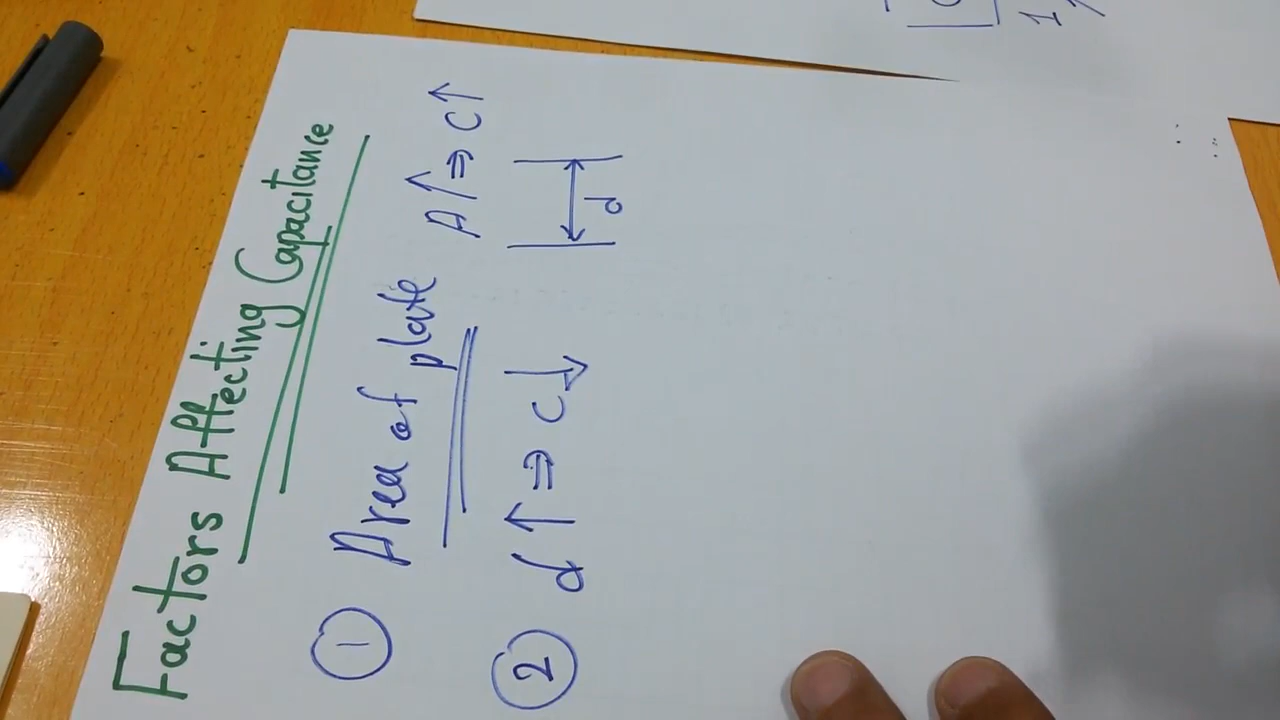 Factors Affecting Capacitance
① Area of plate A↑ ⇒ C↑
② d↑ ⇒ C↓ d